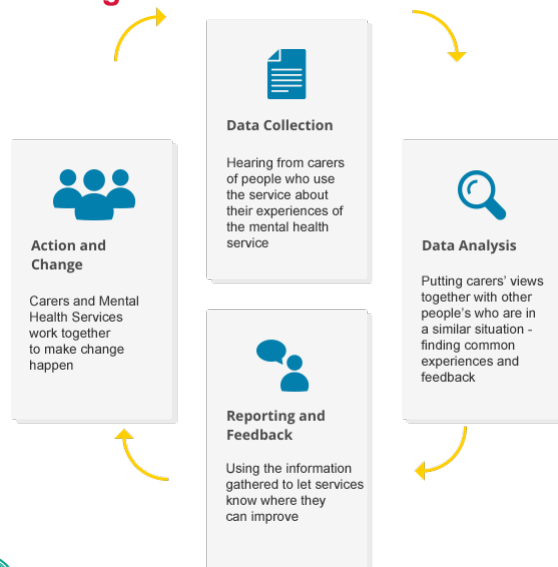 Data Collection
Hearing from carers
of people who use
the service about
their experiences of
the mental health
service
Data Analysis
Putting carers’ views
together with other
people’s who are in
a similar situation -
finding common
experiences and
feedback
Reporting and
Feedback
Using the information
gathered to let services
know where they
can improve
Action and
Change
Carers and Mental
Health Services
work together
to make change
happen